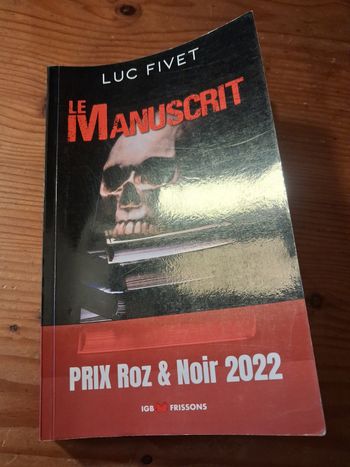 LUC FIVET
LE
MANUSCRIT
PRIX Roz & Noir 2022
IGB FRISSONS